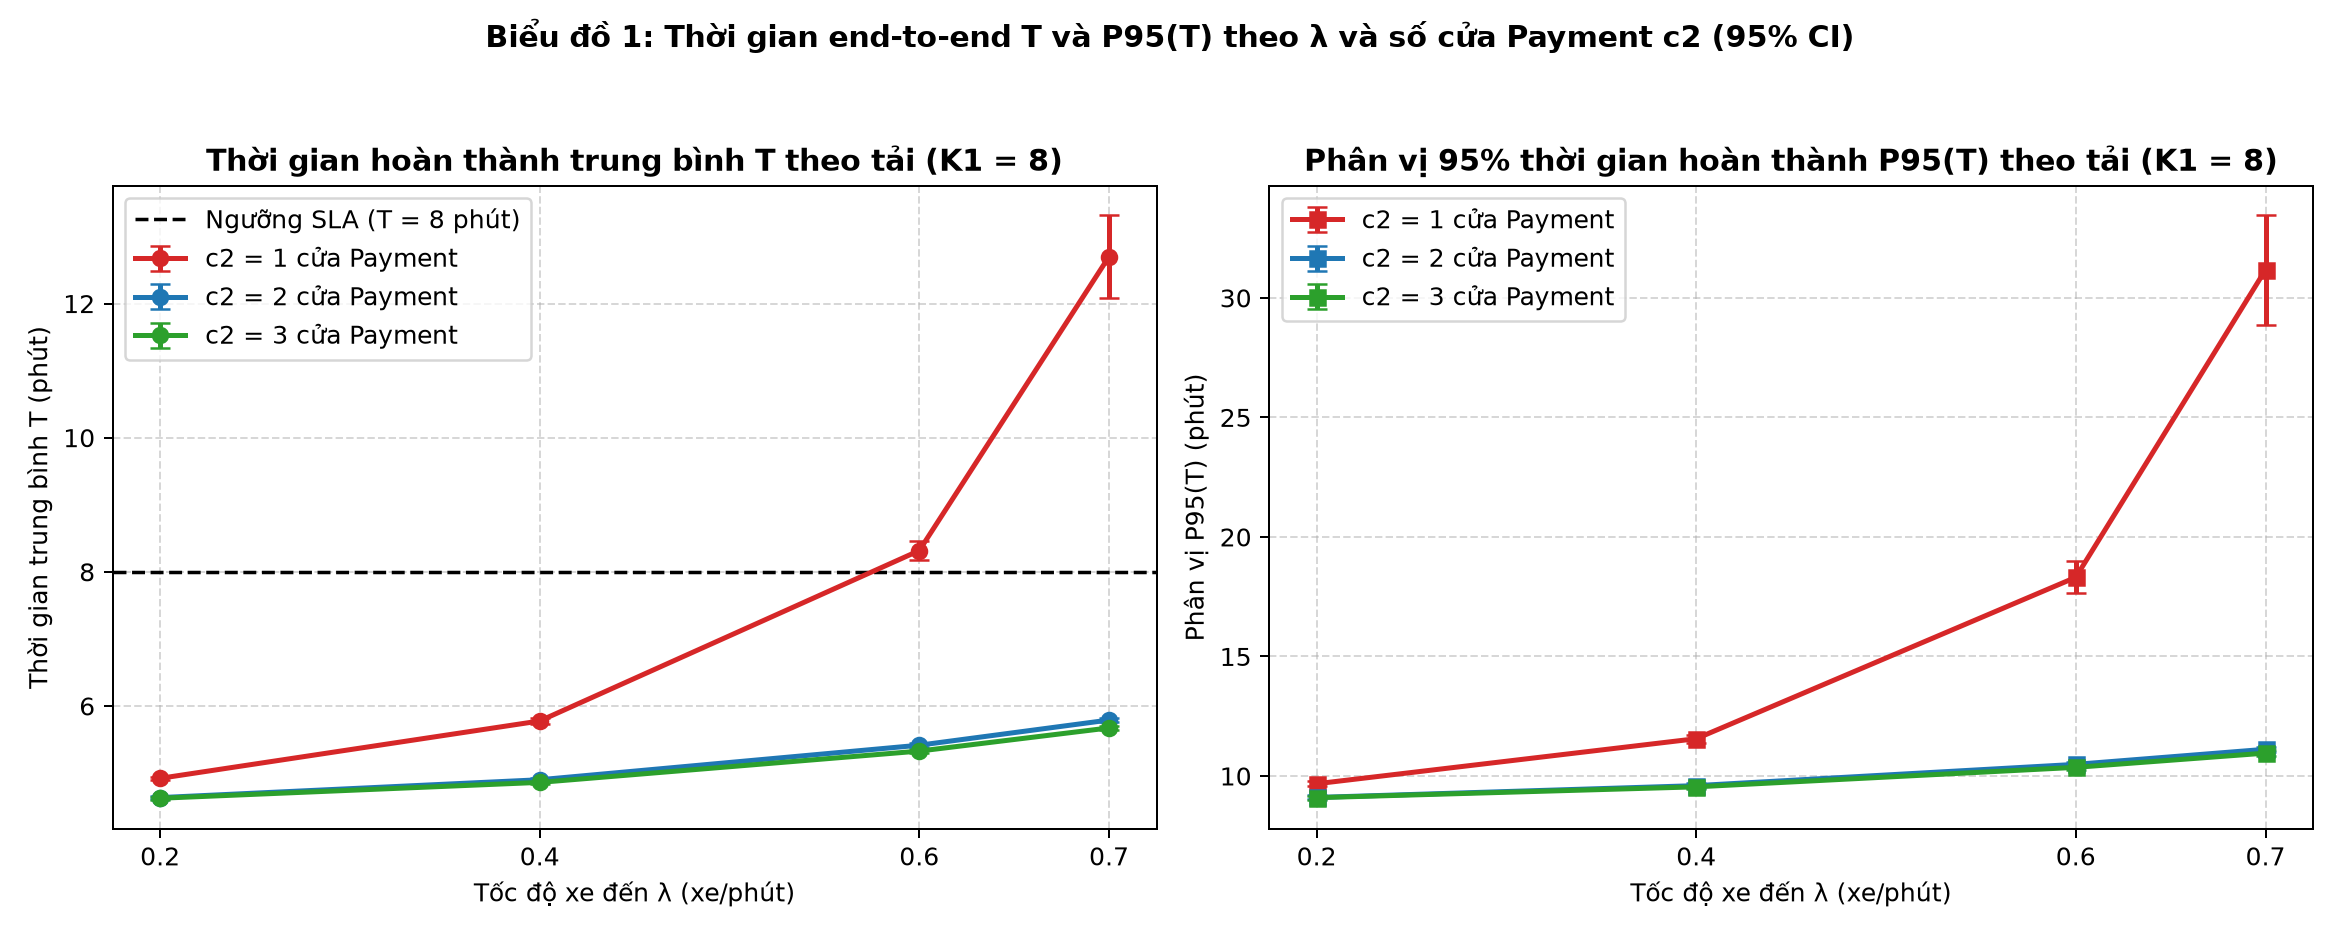 Biểu đồ 1: Thời gian end-to-end T và P95(T) theo λ và số cửa Payment c2 (95% CI)
Thời gian hoàn thành trung bình T theo tải (K1 = 8)
Ngưỡng SLA (T = 8 phút)
c2 = 1 cửa Payment
c2 = 2 cửa Payment
c2 = 3 cửa Payment
Thời gian trung bình T (phút)
12
10
8
6
0.2
0.4
0.6
0.7
Tốc độ xe đến λ (xe/phút)
Phân vị 95% thời gian hoàn thành P95(T) theo tải (K1 = 8)
c2 = 1 cửa Payment
c2 = 2 cửa Payment
c2 = 3 cửa Payment
Phân vị P95(T) (phút)
30
25
20
15
10
0.2
0.4
0.6
0.7
Tốc độ xe đến λ (xe/phút)